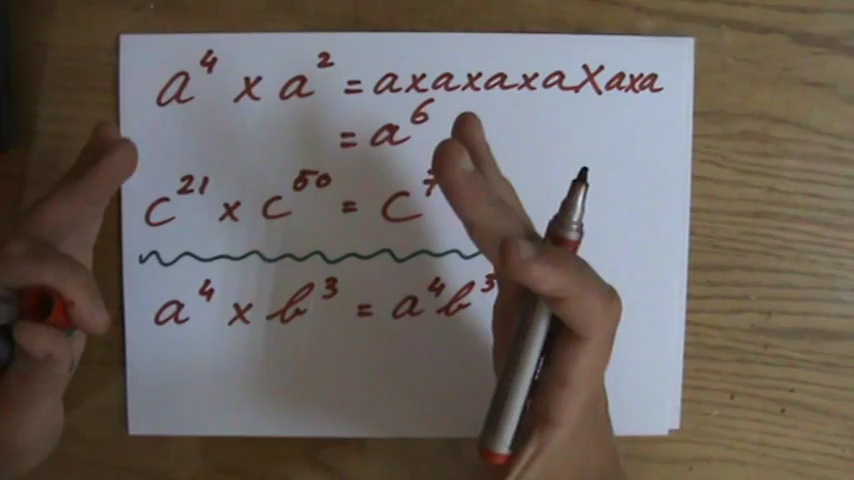 a⁴ x a² = axaxaxaXaxa
= a⁶
c²¹ x c⁵⁰ = c⁷
a⁴ x b³ = a⁴b³